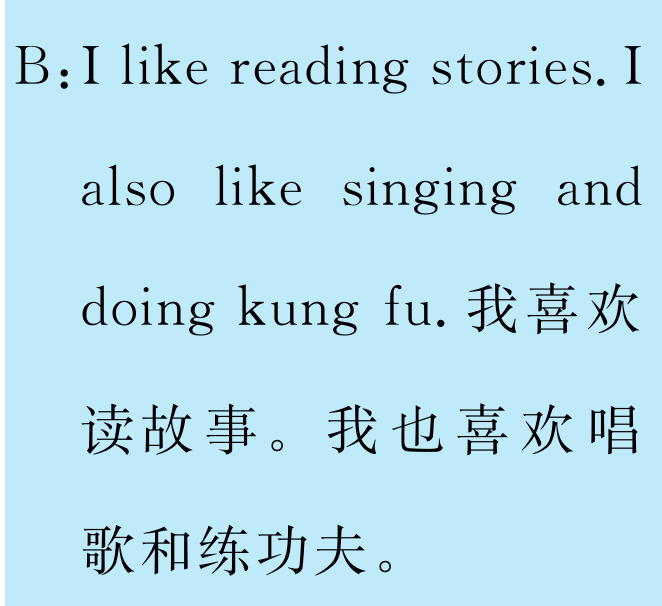 B:I like reading stories. I
also like singing and
doing kung fu. 我喜欢
读故事。我也喜欢唱
歌和练功夫。